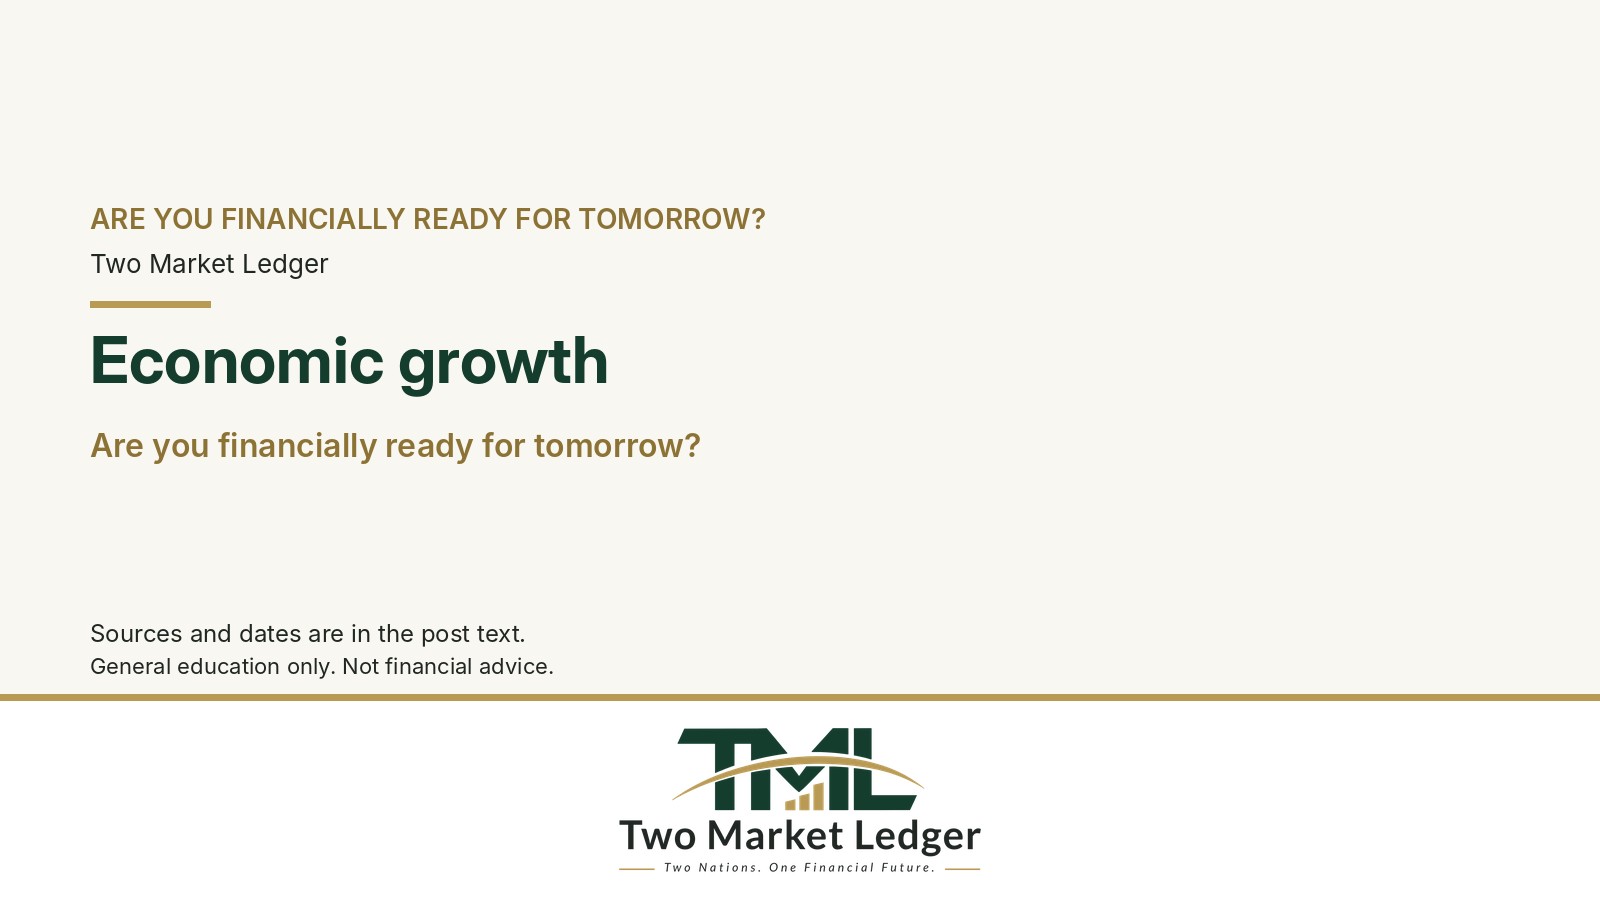 ARE YOU FINANCIALLY READY FOR TOMORROW?
Two Market Ledger
Economic growth
Are you financially ready for tomorrow?
Sources and dates are in the post text.
General education only. Not financial advice.
TML
Two Market Ledger
Two Nations. One Financial Future.